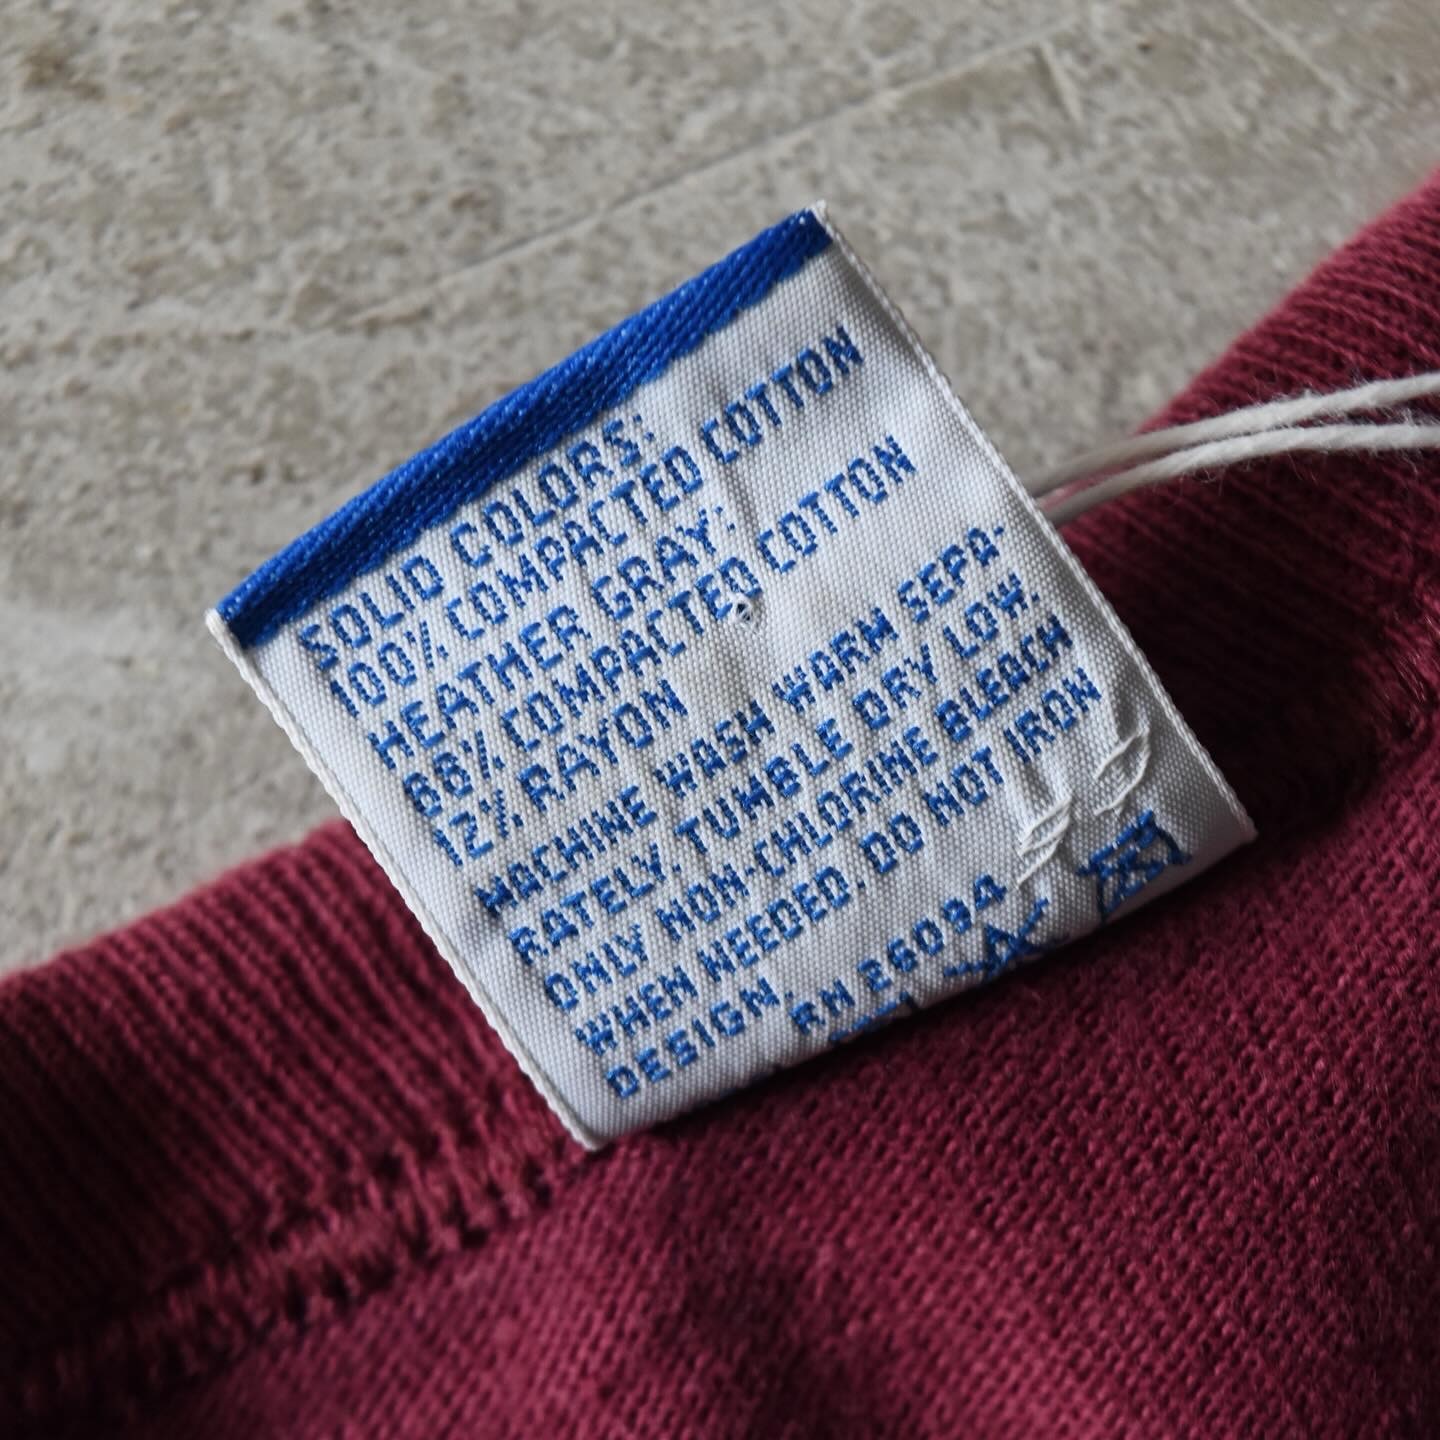 SOLID COLORS:
100% COMPACTED COTTON
HEATHER GRAY:
88% COMPACTED COTTON
12% RAYON
MACHINE WASH WARM SEPA-
RATELY. TUMBLE DRY LOW.
ONLY NON-CHLORINE BLEACH
WHEN NEEDED. DO NOT IRON
DESIGN. RN 26094